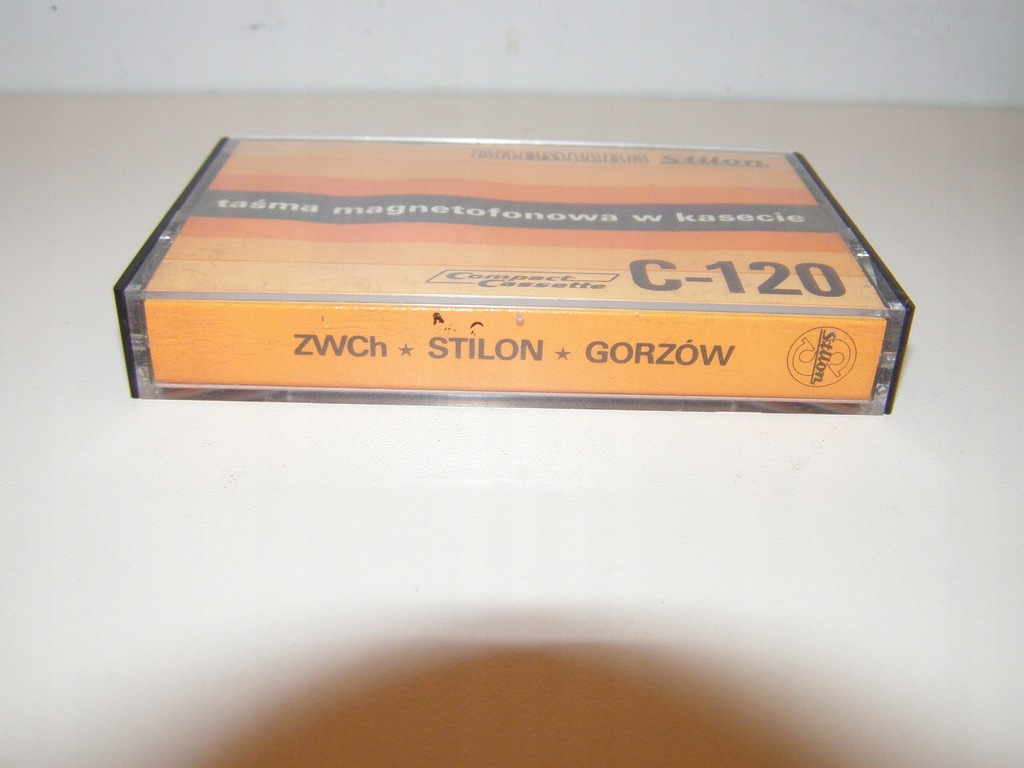 Stilon
taśma magnetofonowa w kasecie
Compact
Cassette
C-120
ZWCh ★ STILON ★ GORZÓW
Stilon